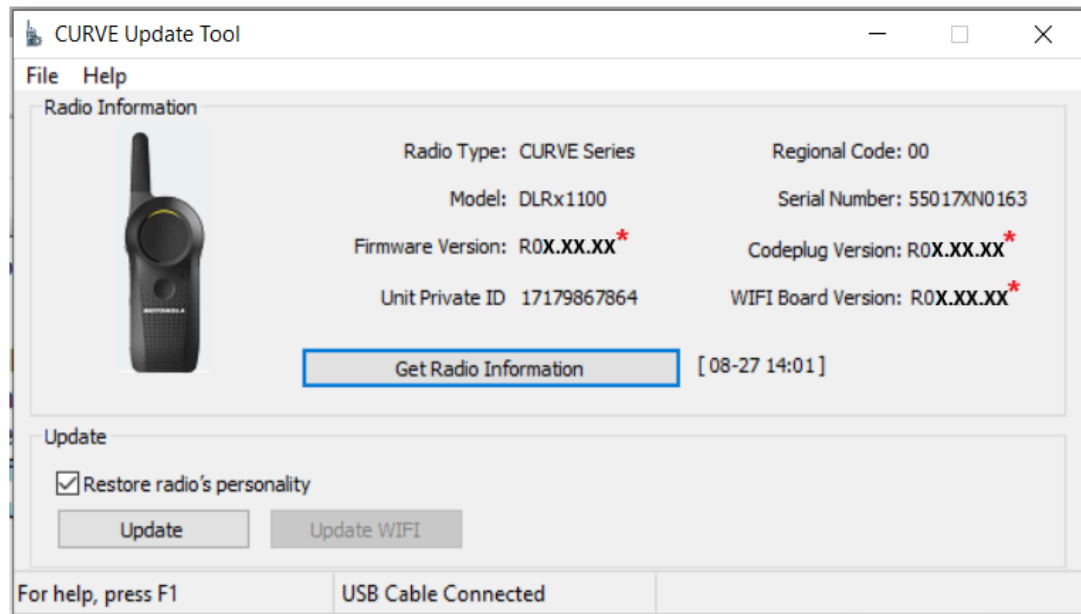 CURVE Update Tool
File Help
Radio Information
Radio Type: CURVE Series Regional Code: 00
Model: DLRx1100 Serial Number: 55017XN0163
Firmware Version: R0X.XX.XX* Codeplug Version: R0X.XX.XX*
Unit Private ID 17179867864 WIFI Board Version: R0X.XX.XX*
MOTOROLA
Get Radio Information [ 08-27 14:01 ]
Update
Restore radio's personality
Update Update WIFI
For help, press F1 USB Cable Connected